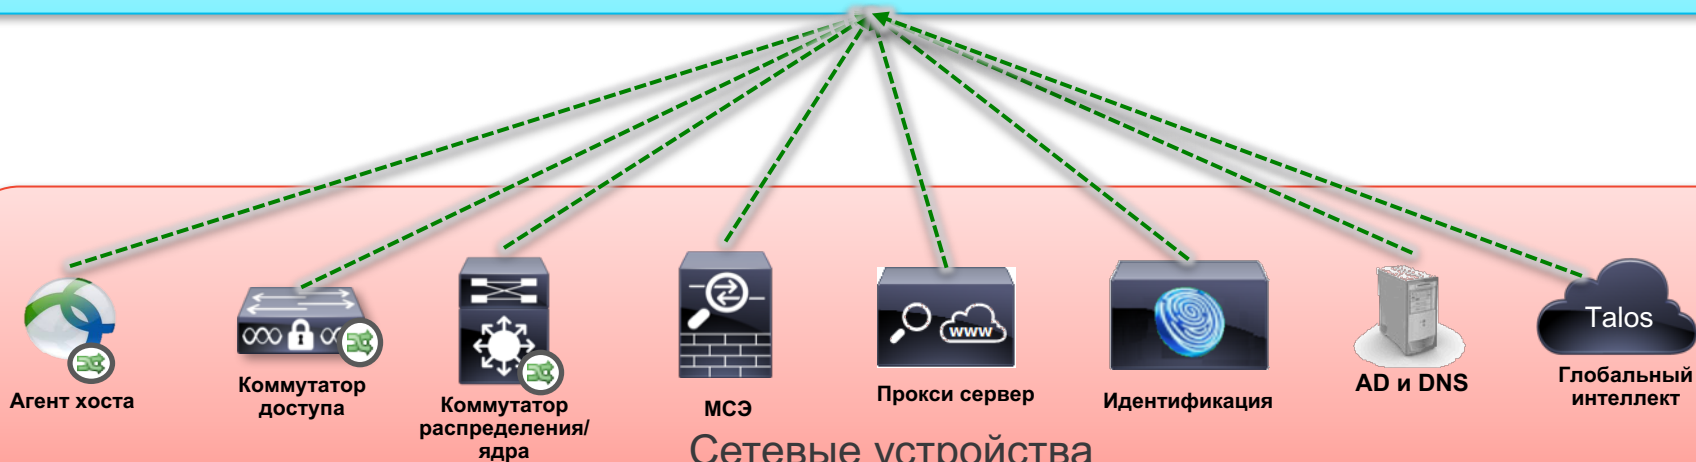 www
Talos
Агент хоста
Коммутатор
доступа
Коммутатор
распределения/
ядра
МСЭ
Прокси сервер
Идентификация
AD и DNS
Глобальный
интеллект
Сетевые устройства